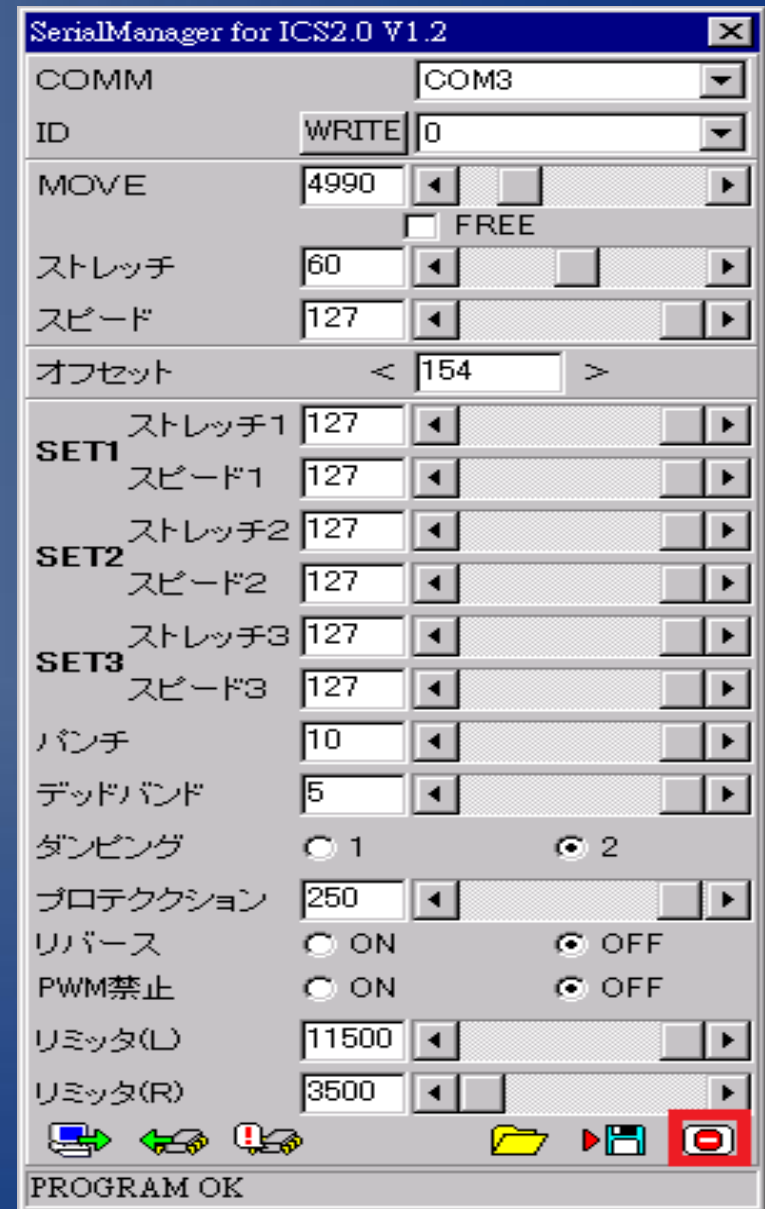 SerialManager for ICS2.0 V1.2
COMM COM3
ID WRITE 0
MOVE 4990
FREE
ストレッチ 60
スピード 127
オフセット < 154 >
SET1
ストレッチ1 127
スピード1 127
SET2
ストレッチ2 127
スピード2 127
SET3
ストレッチ3 127
スピード3 127
パンチ 10
デッドバンド 5
ダンピング 1 2
プロテククション 250
リバース ON OFF
PWM禁止 ON OFF
リミッタ(L) 11500
リミッタ(R) 3500
PROGRAM OK